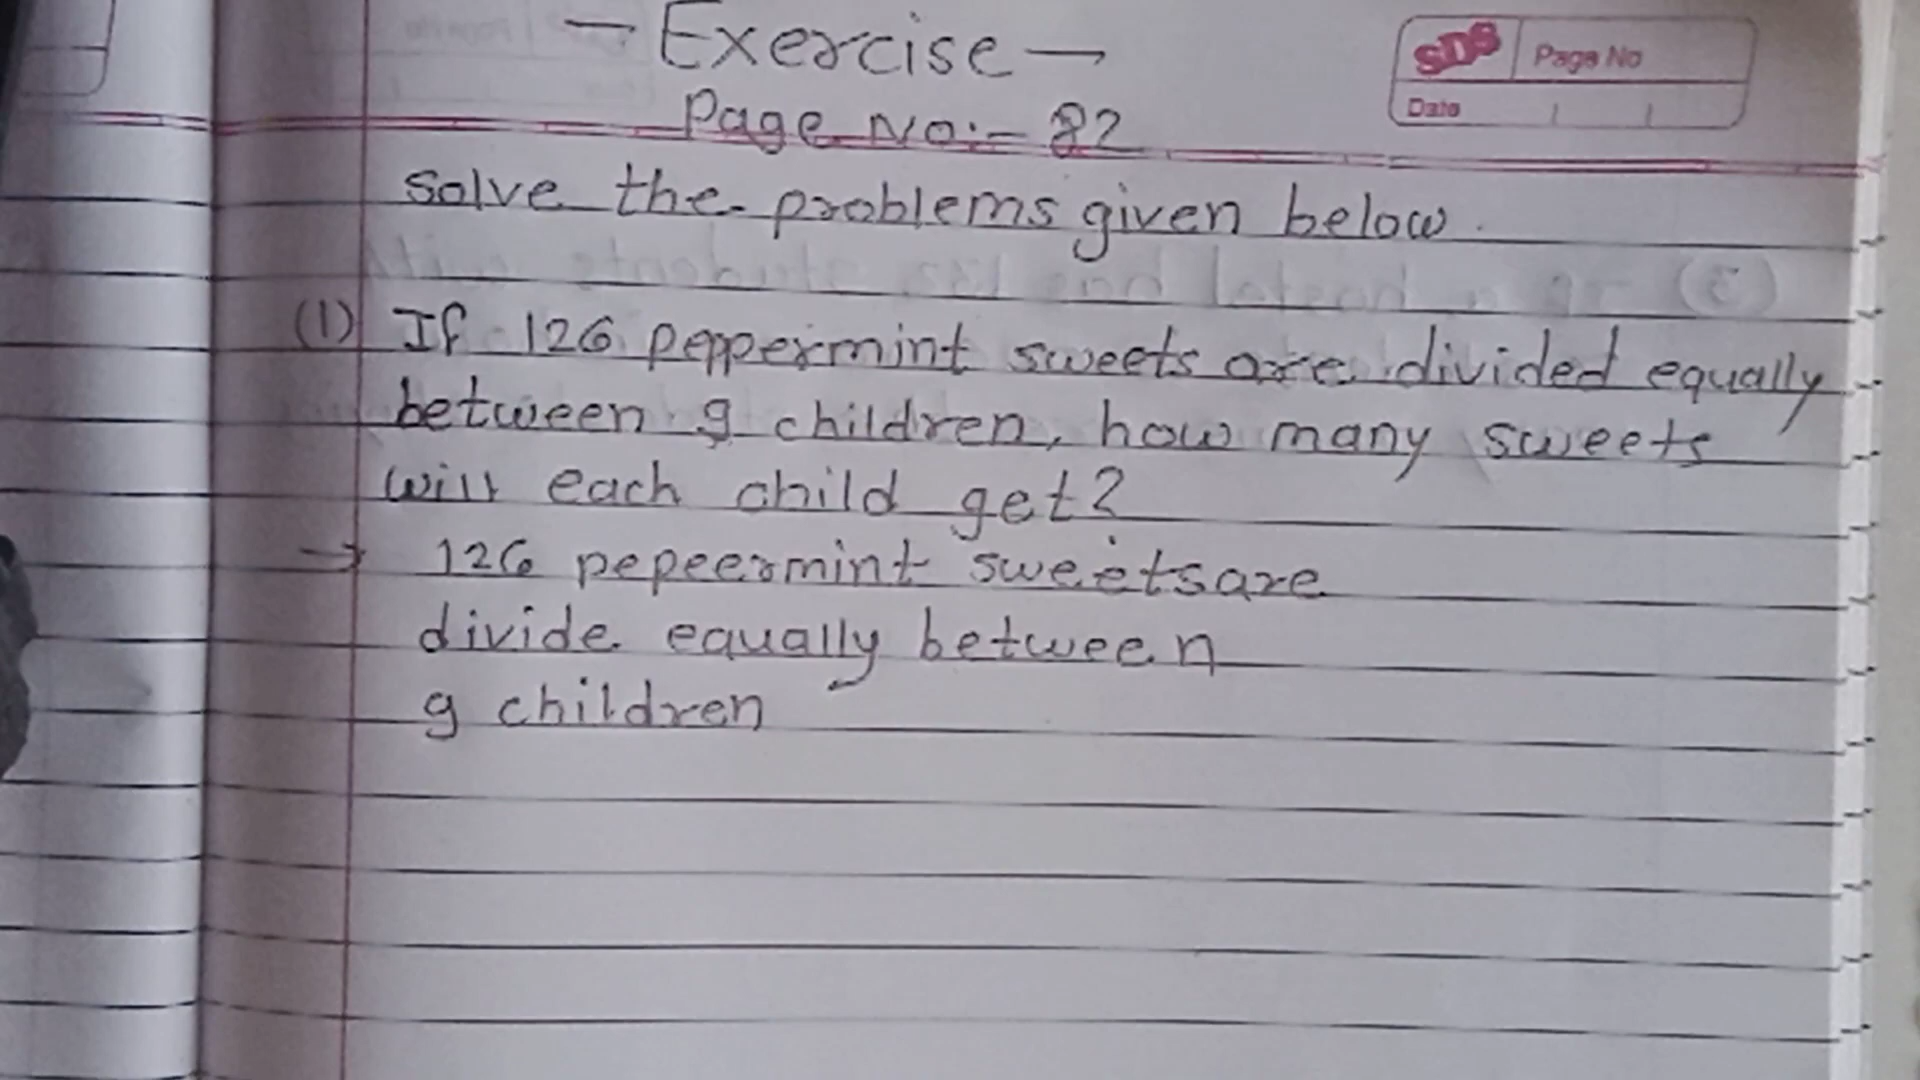 - Exercise -
SDS Page No
Page No:- 82
Date
solve the problems given below.
(1) If 126 peppermint sweets are divided equally
between 9 children, how many sweets
will each child get?
→ 126 pepeermint sweets are
divide equally between
9 children